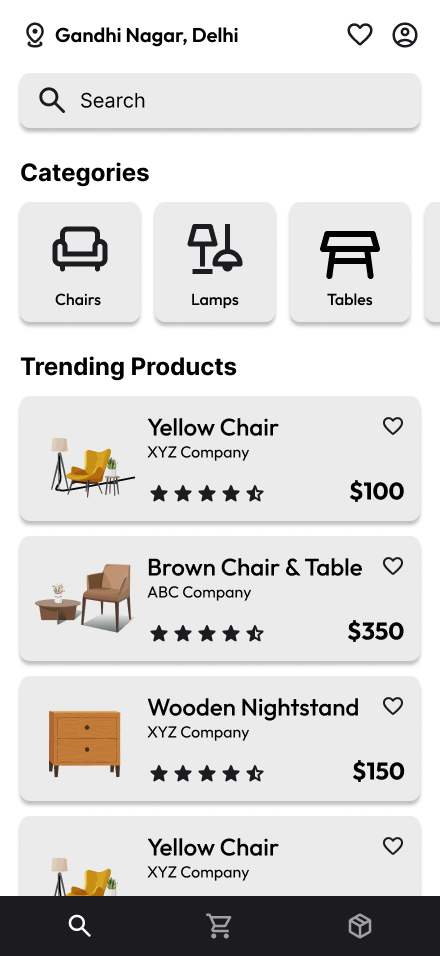 Gandhi Nagar, Delhi
Search
Categories
Chairs
Lamps
Tables
Trending Products
Yellow Chair
XYZ Company
$100
Brown Chair & Table
ABC Company
$350
Wooden Nightstand
XYZ Company
$150
Yellow Chair
XYZ Company